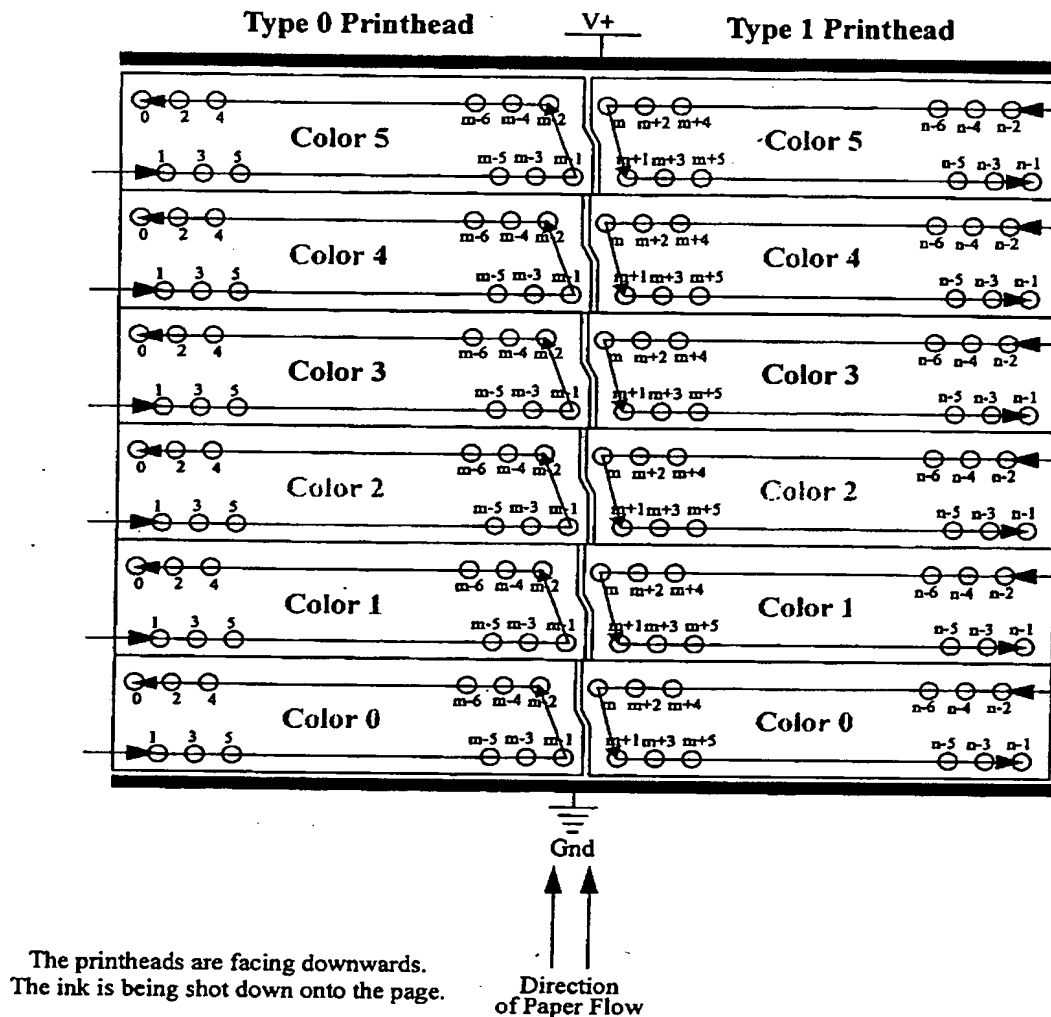 Type 0 Printhead V+ Type 1 Printhead
0 2 4 m-6 m-4 m-2 m m+2 m+4 n-6 n-4 n-2
Color 5 Color 5
1 3 5 m-5 m-3 m-1 m+1 m+3 m+5 n-5 n-3 n-1
0 2 4 m-6 m-4 m-2 m m+2 m+4 n-6 n-4 n-2
Color 4 Color 4
1 3 5 m-5 m-3 m-1 m+1 m+3 m+5 n-5 n-3 n-1
0 2 4 m-6 m-4 m-2 m m+2 m+4 n-6 n-4 n-2
Color 3 Color 3
1 3 5 m-5 m-3 m-1 m+1 m+3 m+5 n-5 n-3 n-1
0 2 4 m-6 m-4 m-2 m m+2 m+4 n-6 n-4 n-2
Color 2 Color 2
1 3 5 m-5 m-3 m-1 m+1 m+3 m+5 n-5 n-3 n-1
0 2 4 m-6 m-4 m-2 m m+2 m+4 n-6 n-4 n-2
Color 1 Color 1
1 3 5 m-5 m-3 m-1 m+1 m+3 m+5 n-5 n-3 n-1
0 2 4 m-6 m-4 m-2 m m+2 m+4 n-6 n-4 n-2
Color 0 Color 0
1 3 5 m-5 m-3 m-1 m+1 m+3 m+5 n-5 n-3 n-1
Gnd
The printheads are facing downwards.
The ink is being shot down onto the page.
Direction
of Paper Flow